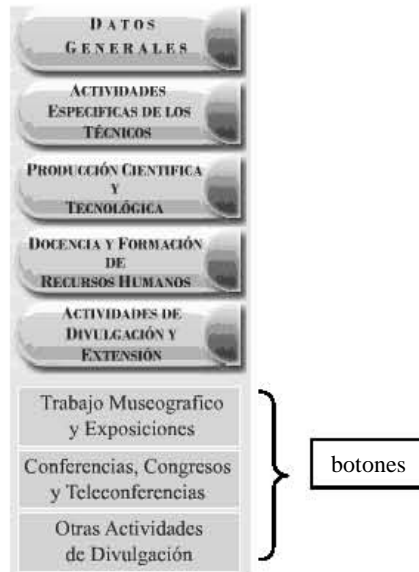 DATOS
GENERALES
ACTIVIDADES
ESPECIFICAS DE LOS
TÉCNICOS
PRODUCCIÓN CIENTIFICA
Y
TECNOLÓGICA
DOCENCIA Y FORMACIÓN
DE
RECURSOS HUMANOS
ACTIVIDADES DE
DIVULGACIÓN Y
EXTENSIÓN
Trabajo Museografico
y Exposiciones
Conferencias, Congresos
y Teleconferencias
Otras Actividades
de Divulgación
botones